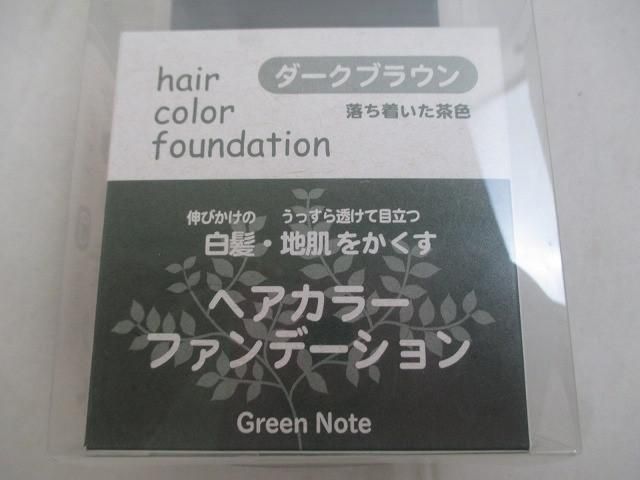 hair
color
foundation
ダークブラウン
落ち着いた茶色
伸びかけの うっすら透けて目立つ
白髪・地肌をかくす
ヘアカラー
ファンデーション
Green Note